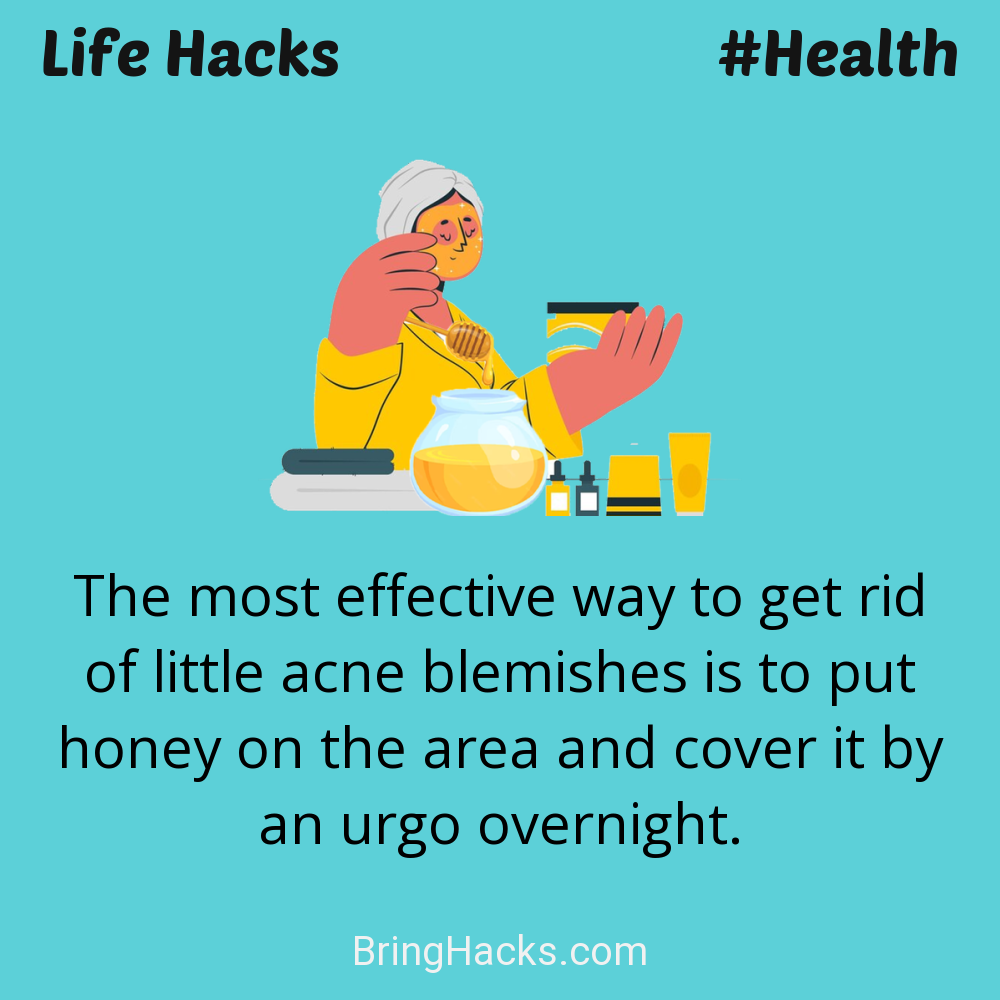 Life Hacks
#Health
The most effective way to get rid
of little acne blemishes is to put
honey on the area and cover it by
an urgo overnight.
BringHacks.com